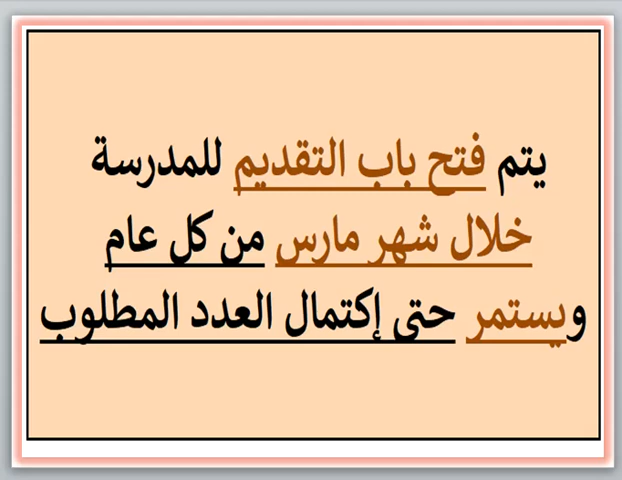 يتم فتح باب التقديم للمدرسة
خلال شهر مارس من كل عام
ويستمر حتى إكتمال العدد المطلوب